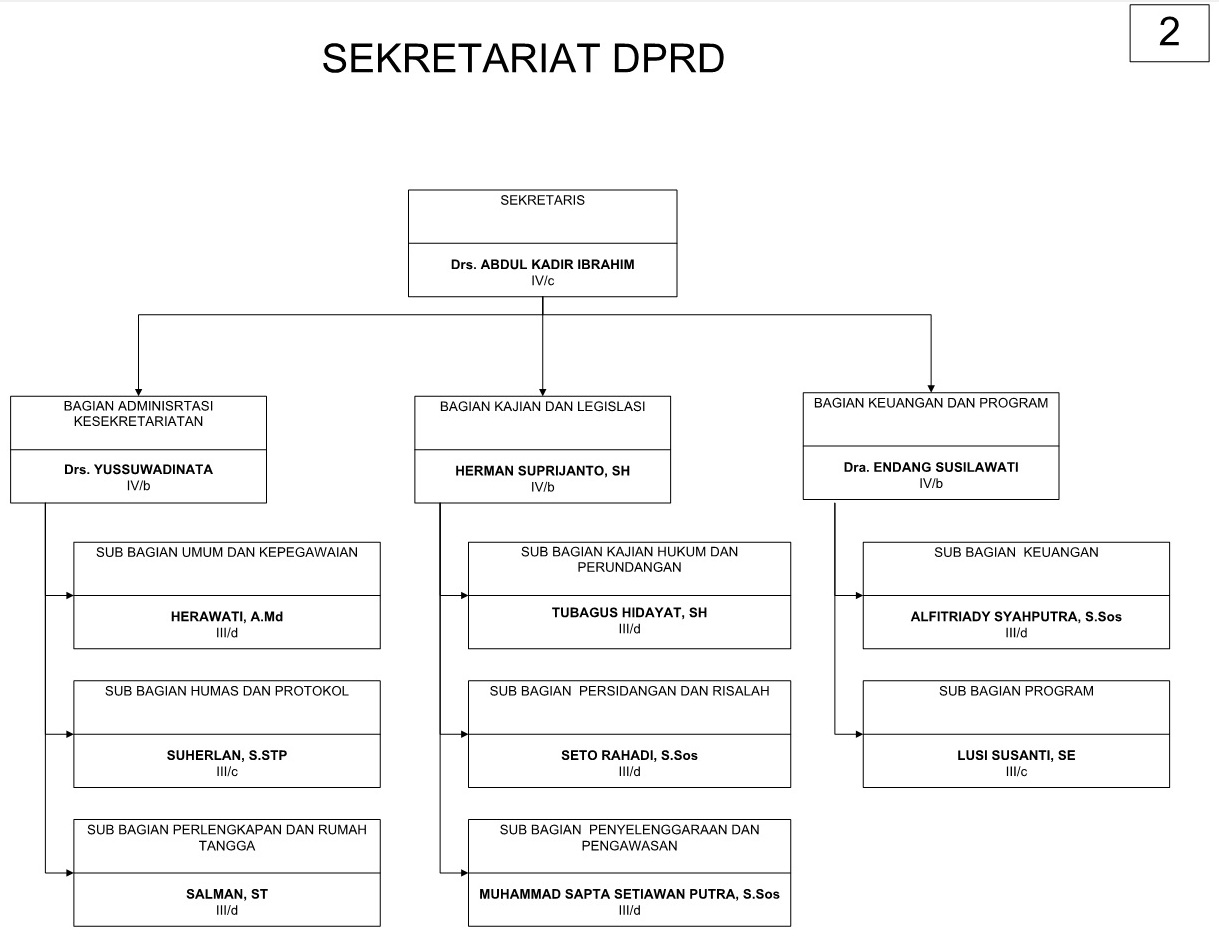 2
SEKRETARIAT DPRD
SEKRETARIS
Drs. ABDUL KADIR IBRAHIM
IV/c
BAGIAN ADMINISRTASI
KESEKRETARIATAN
Drs. YUSSUWADINATA
IV/b
BAGIAN KAJIAN DAN LEGISLASI
HERMAN SUPRIJANTO, SH
IV/b
BAGIAN KEUANGAN DAN PROGRAM
Dra. ENDANG SUSILAWATI
IV/b
SUB BAGIAN UMUM DAN KEPEGAWAIAN
HERAWATI, A.Md
III/d
SUB BAGIAN KAJIAN HUKUM DAN
PERUNDANGAN
TUBAGUS HIDAYAT, SH
III/d
SUB BAGIAN  KEUANGAN
ALFITRIADY SYAHPUTRA, S.Sos
III/d
SUB BAGIAN HUMAS DAN PROTOKOL
SUHERLAN, S.STP
III/c
SUB BAGIAN  PERSIDANGAN DAN RISALAH
SETO RAHADI, S.Sos
III/d
SUB BAGIAN PROGRAM
LUSI SUSANTI, SE
III/c
SUB BAGIAN PERLENGKAPAN DAN RUMAH
TANGGA
SALMAN, ST
III/d
SUB BAGIAN  PENYELENGGARAAN DAN
PENGAWASAN
MUHAMMAD SAPTA SETIAWAN PUTRA, S.Sos
III/d